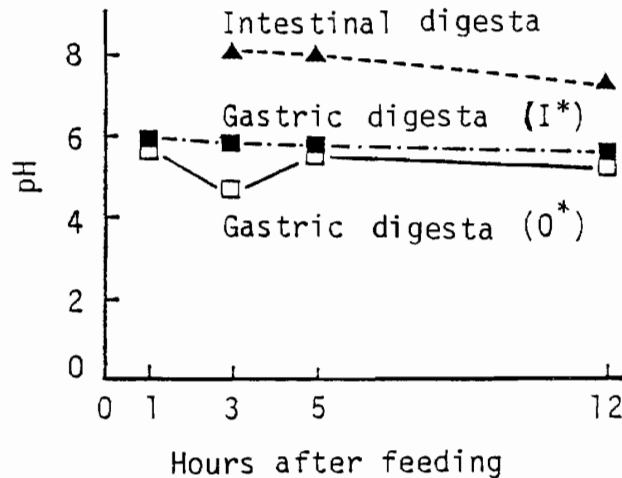 Intestinal digesta
8
Gastric digesta (I*)
6
pH
Gastric digesta (O*)
4
2
0
0 1 3 5 12
Hours after feeding